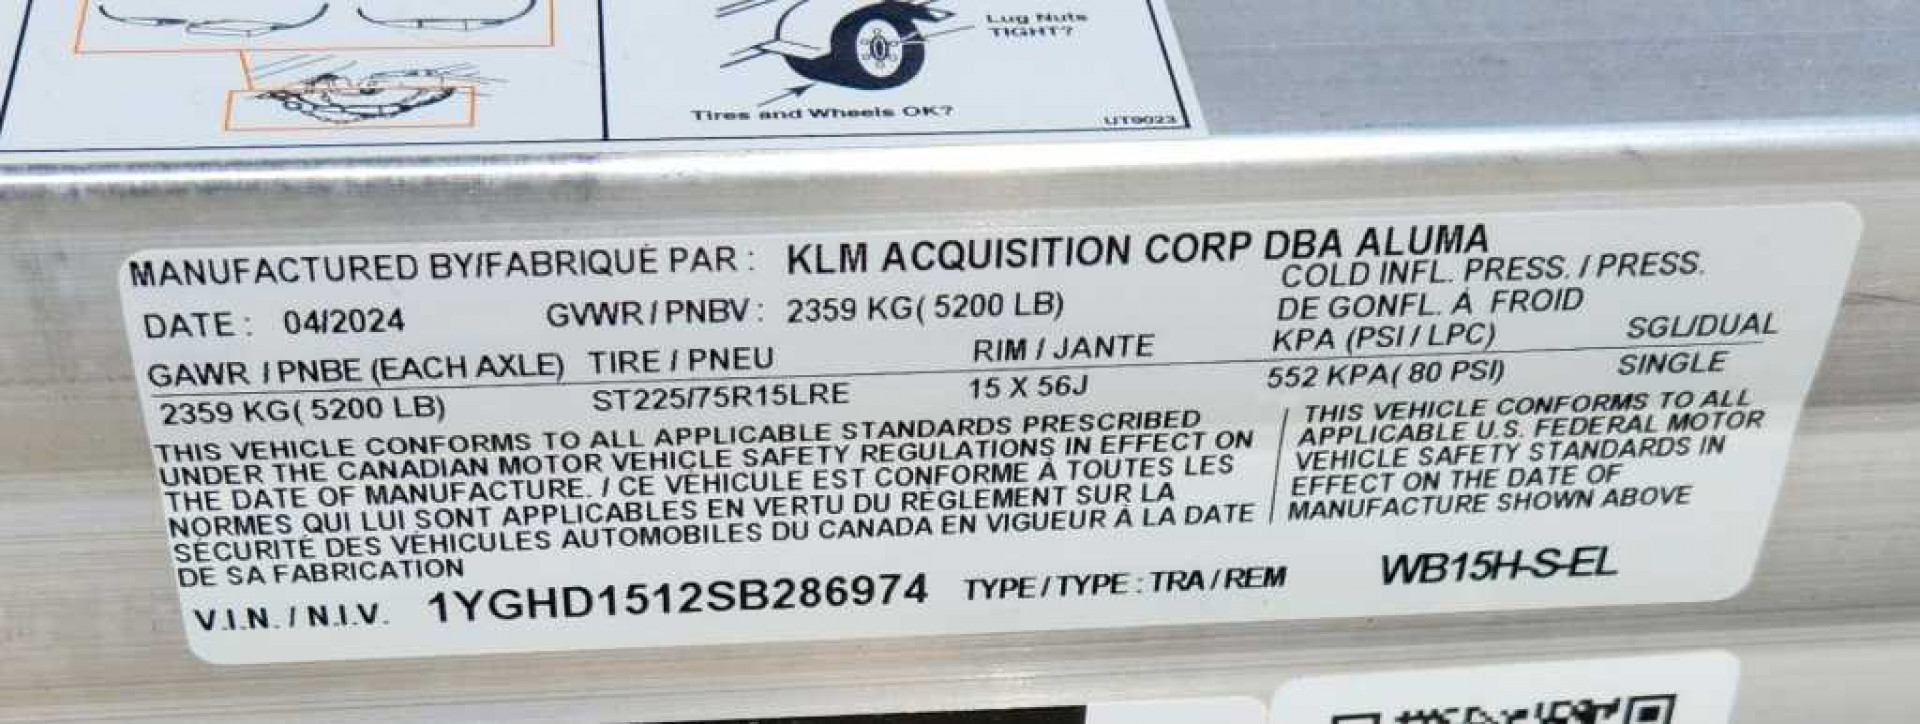 Lug Nuts
TIGHT?
Tires and Wheels OK?
UT0023
MANUFACTURED BY/FABRIQUÉ PAR : KLM ACQUISITION CORP DBA ALUMA
DATE : 04/2024 GVWR / PNBV : 2359 KG( 5200 LB)
COLD INFL. PRESS. / PRESS.
DE GONFL. À FROID
GAWR / PNBE (EACH AXLE) TIRE / PNEU RIM / JANTE KPA (PSI / LPC) SGL/DUAL
2359 KG( 5200 LB) ST225/75R15LRE 15 X 56J 552 KPA( 80 PSI) SINGLE
THIS VEHICLE CONFORMS TO ALL APPLICABLE STANDARDS PRESCRIBED
UNDER THE CANADIAN MOTOR VEHICLE SAFETY REGULATIONS IN EFFECT ON
THE DATE OF MANUFACTURE. / CE VÉHICULE EST CONFORME À TOUTES LES
NORMES QUI LUI SONT APPLICABLES EN VERTU DU RÈGLEMENT SUR LA
SÉCURITÉ DES VÉHICULES AUTOMOBILES DU CANADA EN VIGUEUR À LA DATE
DE SA FABRICATION
/ THIS VEHICLE CONFORMS TO ALL
APPLICABLE U.S. FEDERAL MOTOR
VEHICLE SAFETY STANDARDS IN
EFFECT ON THE DATE OF
/ MANUFACTURE SHOWN ABOVE
V.I.N. / N.I.V. 1YGHD1512SB286974 TYPE / TYPE : TRA / REM WB15H-S-EL